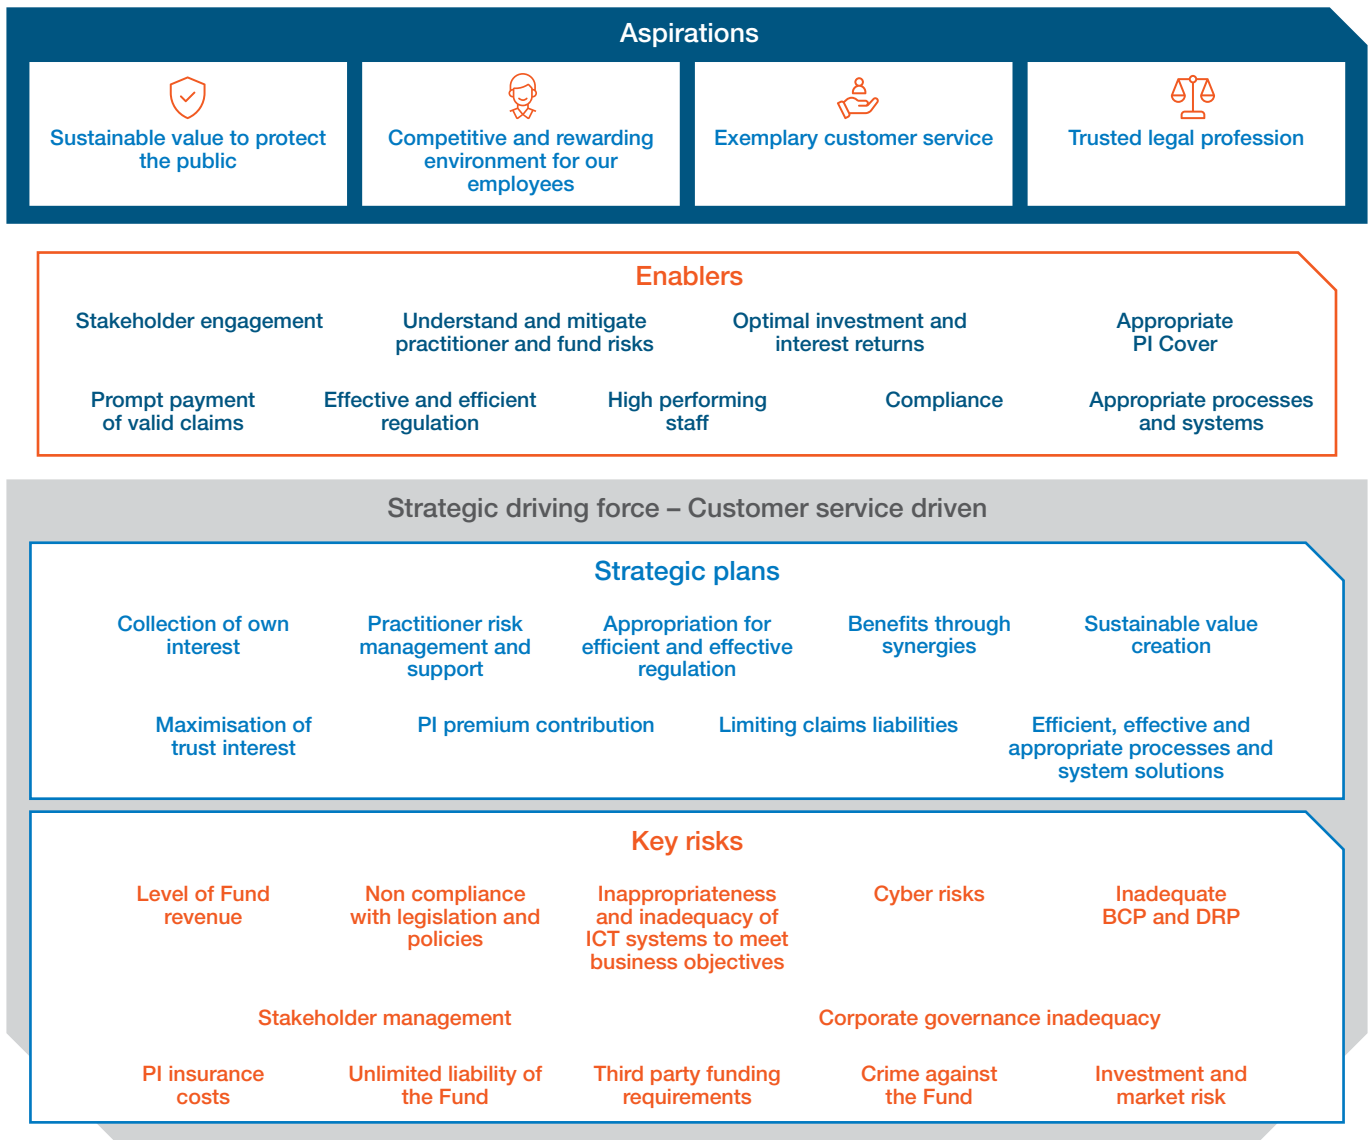 Aspirations
Sustainable value to protect
the public
Competitive and rewarding
environment for our
employees
Exemplary customer service
Trusted legal profession
Enablers
Stakeholder engagement
Understand and mitigate
practitioner and fund risks
Optimal investment and
interest returns
Appropriate
PI Cover
Prompt payment
of valid claims
Effective and efficient
regulation
High performing
staff
Compliance
Appropriate processes
and systems
Strategic driving force – Customer service driven
Strategic plans
Collection of own
interest
Practitioner risk
management and
support
Appropriation for
efficient and effective
regulation
Benefits through
synergies
Sustainable value
creation
Maximisation of
trust interest
PI premium contribution
Limiting claims liabilities
Efficient, effective and
appropriate processes and
system solutions
Key risks
Level of Fund
revenue
Non compliance
with legislation and
policies
Inappropriateness
and inadequacy of
ICT systems to meet
business objectives
Cyber risks
Inadequate
BCP and DRP
Stakeholder management
Corporate governance inadequacy
PI insurance
costs
Unlimited liability of
the Fund
Third party funding
requirements
Crime against
the Fund
Investment and
market risk